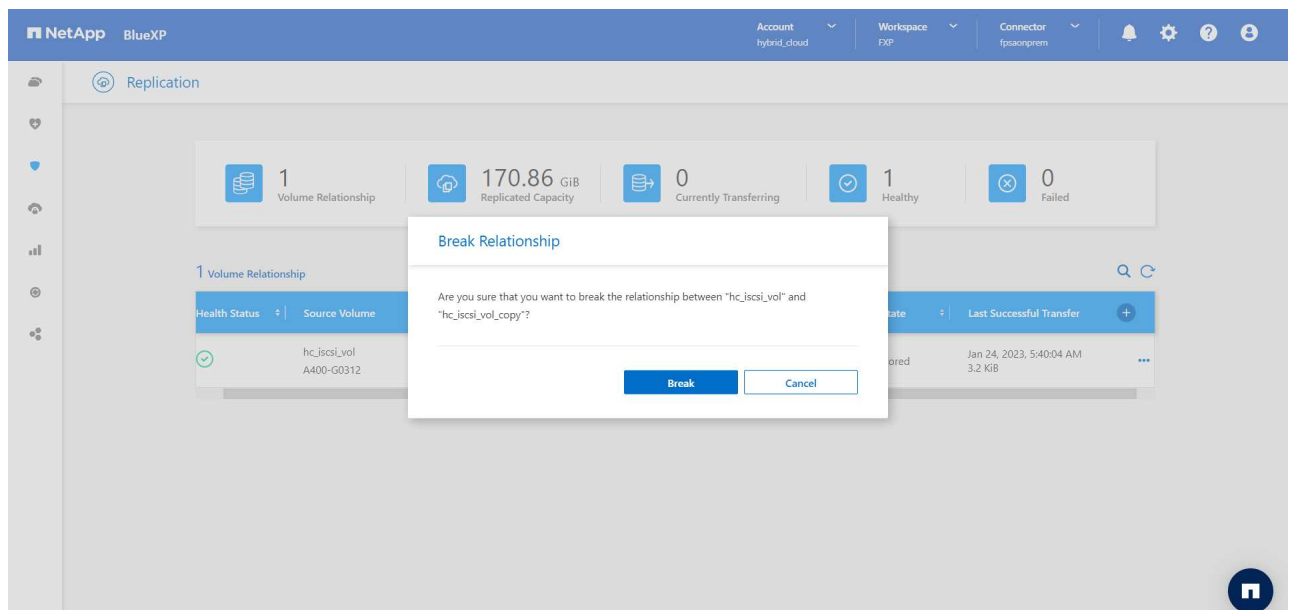 NetApp BlueXP
Account
hybrid_cloud
Workspace
FXP
Connector
fpsaonprem
Replication
1
Volume Relationship
170.86 GiB
Replicated Capacity
0
Currently Transferring
1
Healthy
0
Failed
Break Relationship
Are you sure that you want to break the relationship between "hc_iscsi_vol" and
"hc_iscsi_vol_copy"?
Break Cancel
1 Volume Relationship
Health Status Source Volume tate Last Successful Transfer
hc_iscsi_vol
A400-G0312
ored
Jan 24, 2023, 5:40:04 AM
3.2 KiB